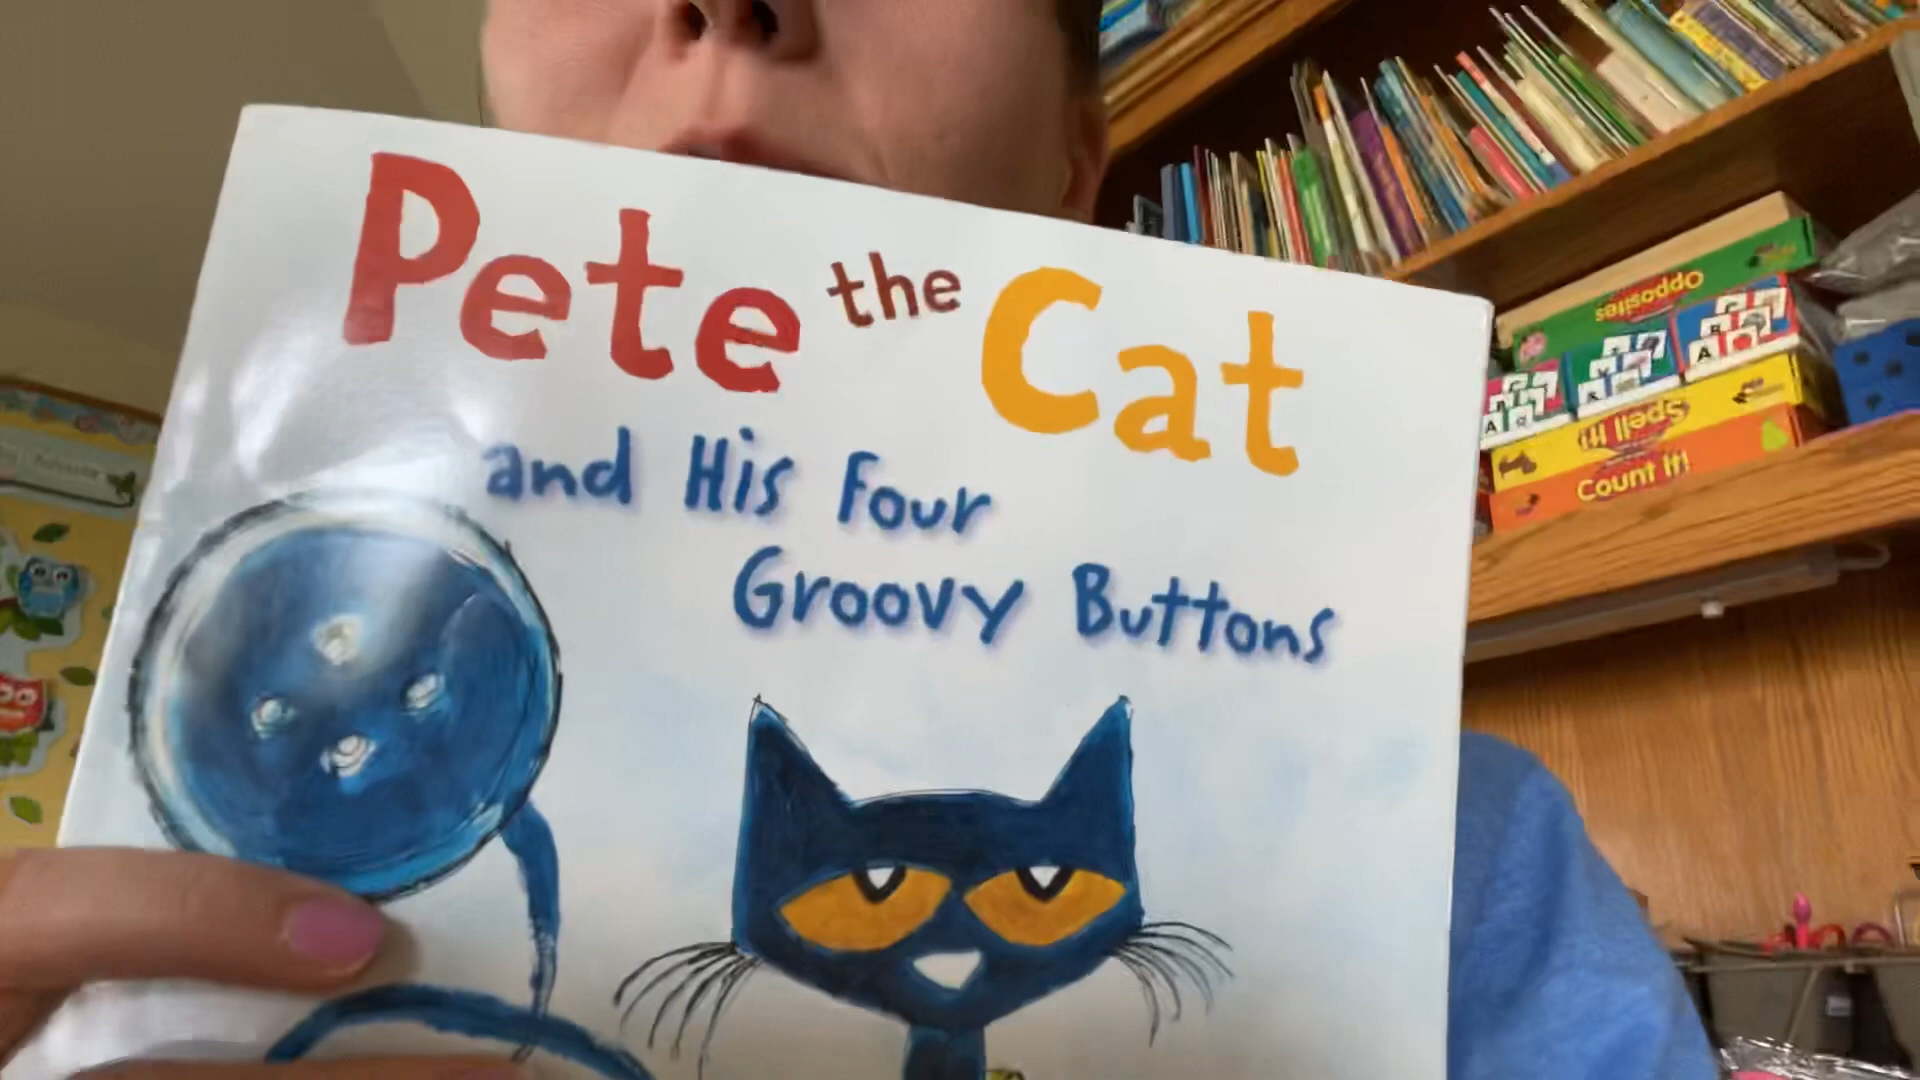 Pete the Cat
and His Four
Groovy Buttons
Opposites
Spell It!
Count It!